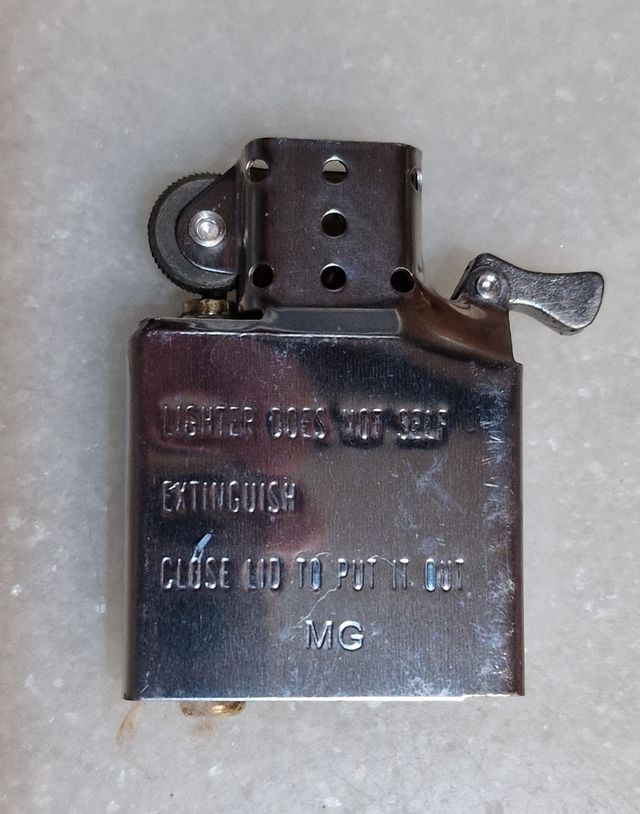 LIGHTER DOES NOT SELF
EXTINGUISH
CLOSE LID TO PUT IT OUT
MG